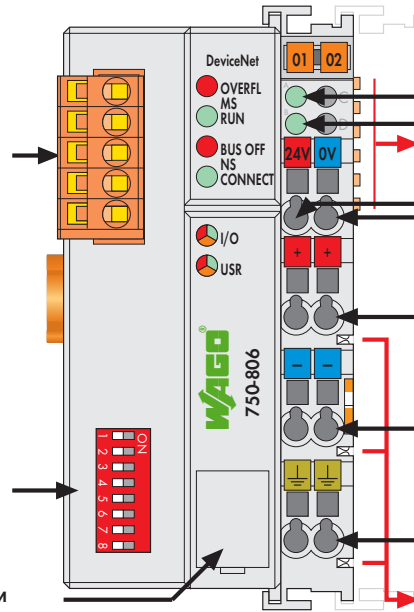 DeviceNet
OVERFL
MS
RUN
BUS OFF
NS
CONNECT
I/O
USR
01 02
A C
D
24V 0V
+ +
– –
WAGO®
750-806
ON
1
2
3
4
5
6
7
8
и